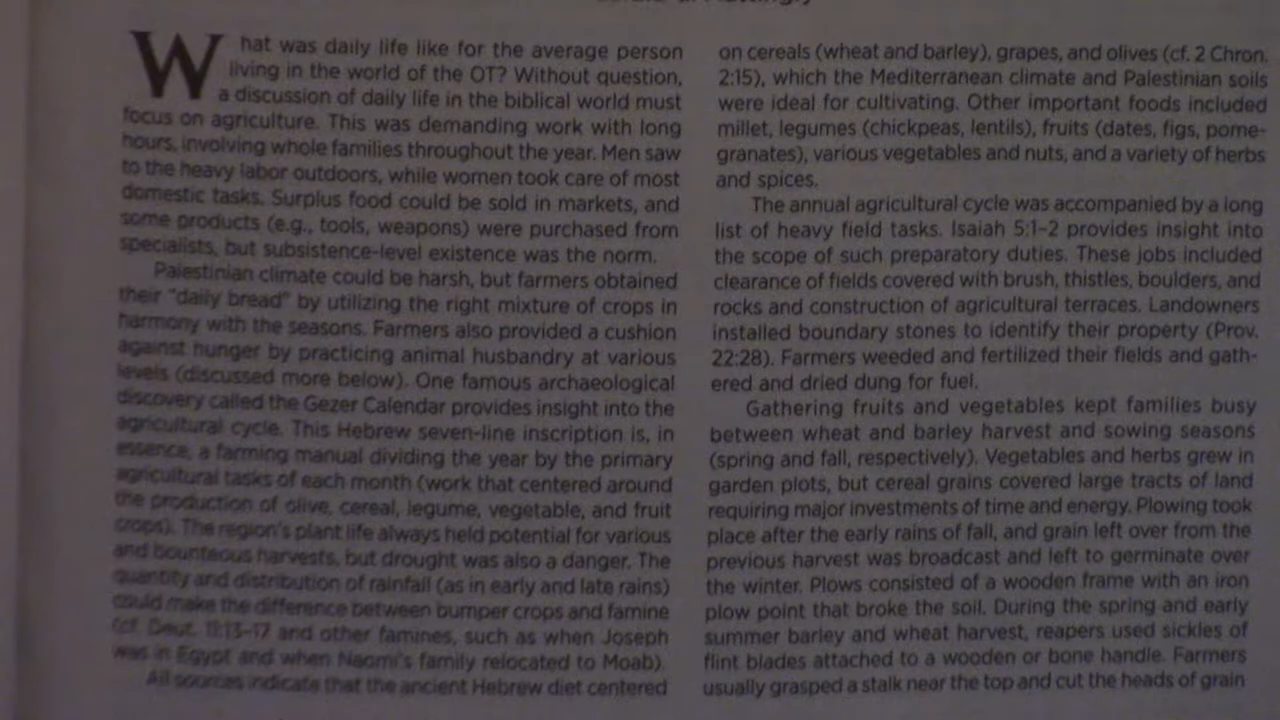 What was daily life like for the average person
living in the world of the OT? Without question,
a discussion of daily life in the biblical world must
focus on agriculture. This was demanding work with long
hours, involving whole families throughout the year. Men saw
to the heavy labor outdoors, while women took care of most
domestic tasks. Surplus food could be sold in markets, and
some products (e.g., tools, weapons) were purchased from
specialists, but subsistence-level existence was the norm.
Palestinian climate could be harsh, but farmers obtained
their "daily bread" by utilizing the right mixture of crops in
harmony with the seasons. Farmers also provided a cushion
against hunger by practicing animal husbandry at various
levels (discussed more below). One famous archaeological
discovery called the Gezer Calendar provides insight into the
agricultural cycle. This Hebrew seven-line inscription is, in
essence, a farming manual dividing the year by the primary
agricultural tasks of each month (work that centered around
the production of olive, cereal, legume, vegetable, and fruit
crops). The region's plant life always held potential for various
and bounteous harvests, but drought was also a danger. The
quantity and distribution of rainfall (as in early and late rains)
could make the difference between bumper crops and famine
(cf. Deut. 11:13–17 and other famines, such as when Joseph
was in Egypt and when Naomi's family relocated to Moab).
All sources indicate that the ancient Hebrew diet centered
on cereals (wheat and barley), grapes, and olives (cf. 2 Chron.
2:15), which the Mediterranean climate and Palestinian soils
were ideal for cultivating. Other important foods included
millet, legumes (chickpeas, lentils), fruits (dates, figs, pome-
granates), various vegetables and nuts, and a variety of herbs
and spices.
The annual agricultural cycle was accompanied by a long
list of heavy field tasks. Isaiah 5:1–2 provides insight into
the scope of such preparatory duties. These jobs included
clearance of fields covered with brush, thistles, boulders, and
rocks and construction of agricultural terraces. Landowners
installed boundary stones to identify their property (Prov.
22:28). Farmers weeded and fertilized their fields and gath-
ered and dried dung for fuel.
Gathering fruits and vegetables kept families busy
between wheat and barley harvest and sowing seasons
(spring and fall, respectively). Vegetables and herbs grew in
garden plots, but cereal grains covered large tracts of land
requiring major investments of time and energy. Plowing took
place after the early rains of fall, and grain left over from the
previous harvest was broadcast and left to germinate over
the winter. Plows consisted of a wooden frame with an iron
plow point that broke the soil. During the spring and early
summer barley and wheat harvest, reapers used sickles of
flint blades attached to a wooden or bone handle. Farmers
usually grasped a stalk near the top and cut the heads of grain